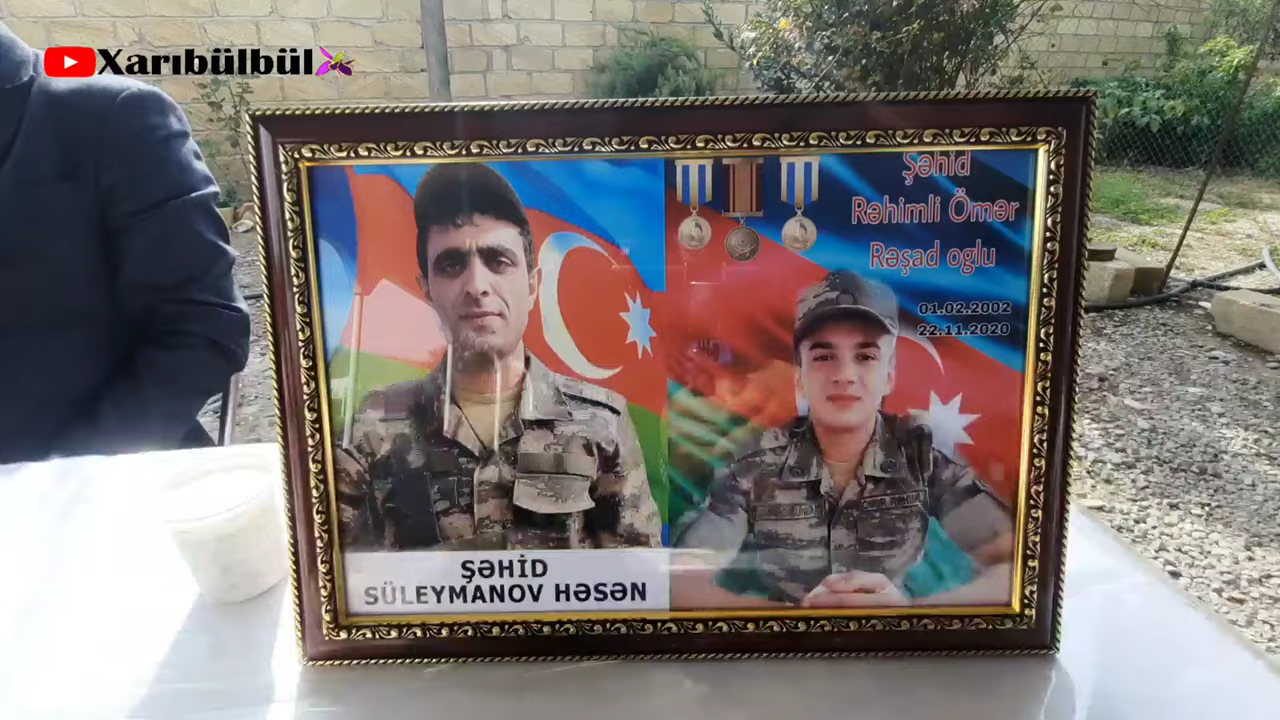 Xarıbülbül
Şəhid
Rəhimli Ömər
Rəşad oglu
01.02.2002
22.11.2020
ŞƏHİD
SÜLEYMANOV HƏSƏN